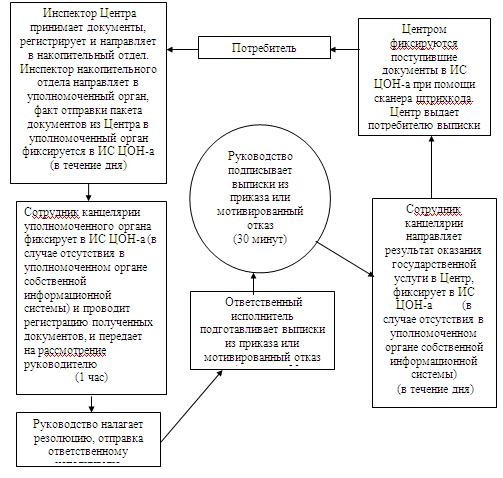 Инспектор Центра
принимает документы,
регистрирует и направляет
в накопительный отдел.
Инспектор накопительного
отдела направляет в
уполномоченный орган,
факт отправки пакета
документов из Центра в
уполномоченный орган
фиксируется в ИС ЦОН-а
(в течение дня)
Потребитель
Центром
фиксируются
поступившие
документы в ИС
ЦОН-а при помощи
сканера штрихкода.
Центр выдает
потребителю выписки
Руководство
подписывает
выписки из
приказа или
мотивированный
отказ
(30 минут)
Сотрудник канцелярии
уполномоченного органа
фиксирует в ИС ЦОН-а (в
случае отсутствия в
уполномоченном органе
собственной
информационной
системы) и проводит
регистрацию полученных
документов, и передает
на рассмотрение
руководителю
(1 час)
Сотрудник
канцелярии
направляет
результат оказания
государственной
услуги в Центр,
фиксирует в ИС
ЦОН-а (в
случае отсутствия в
уполномоченном
органе собственной
информационной
системы)
(в течение дня)
Ответственный
исполнитель
подготавливает выписки
из приказа или
мотивированный отказ
Руководство налагает
резолюцию, отправка
ответственному